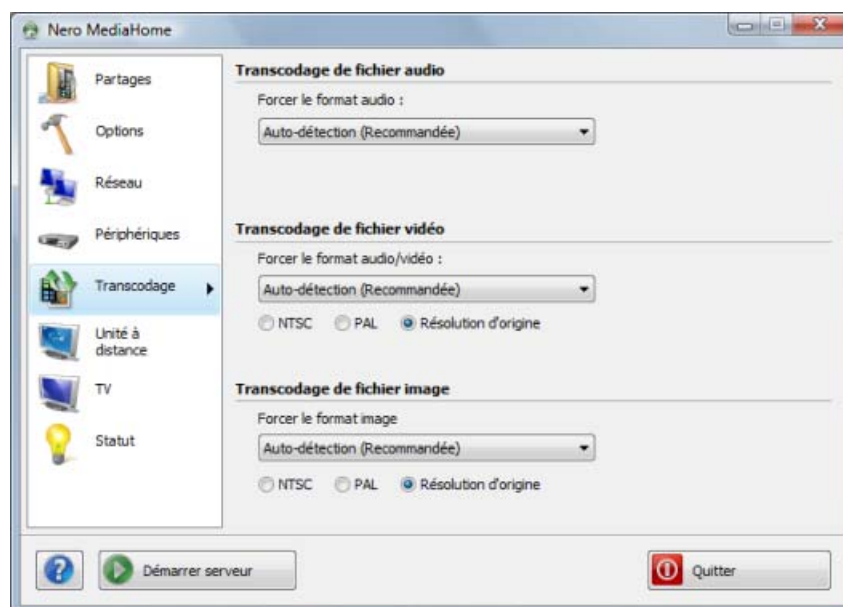 Nero MediaHome
Partages
Options
Réseau
Périphériques
Transcodage
Unité à
distance
TV
Statut
Transcodage de fichier audio
Forcer le format audio :
Auto-détection (Recommandée)
Transcodage de fichier vidéo
Forcer le format audio/vidéo :
Auto-détection (Recommandée)
NTSC PAL Résolution d'origine
Transcodage de fichier image
Forcer le format image
Auto-détection (Recommandée)
NTSC PAL Résolution d'origine
? Démarrer serveur Quitter